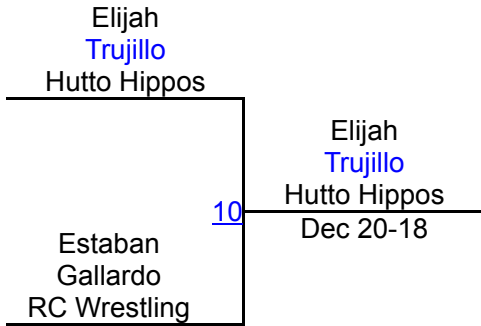 Elijah
Trujillo
Hutto Hippos
Elijah
Trujillo
Hutto Hippos
10
Dec 20-18
Estaban
Gallardo
RC Wrestling